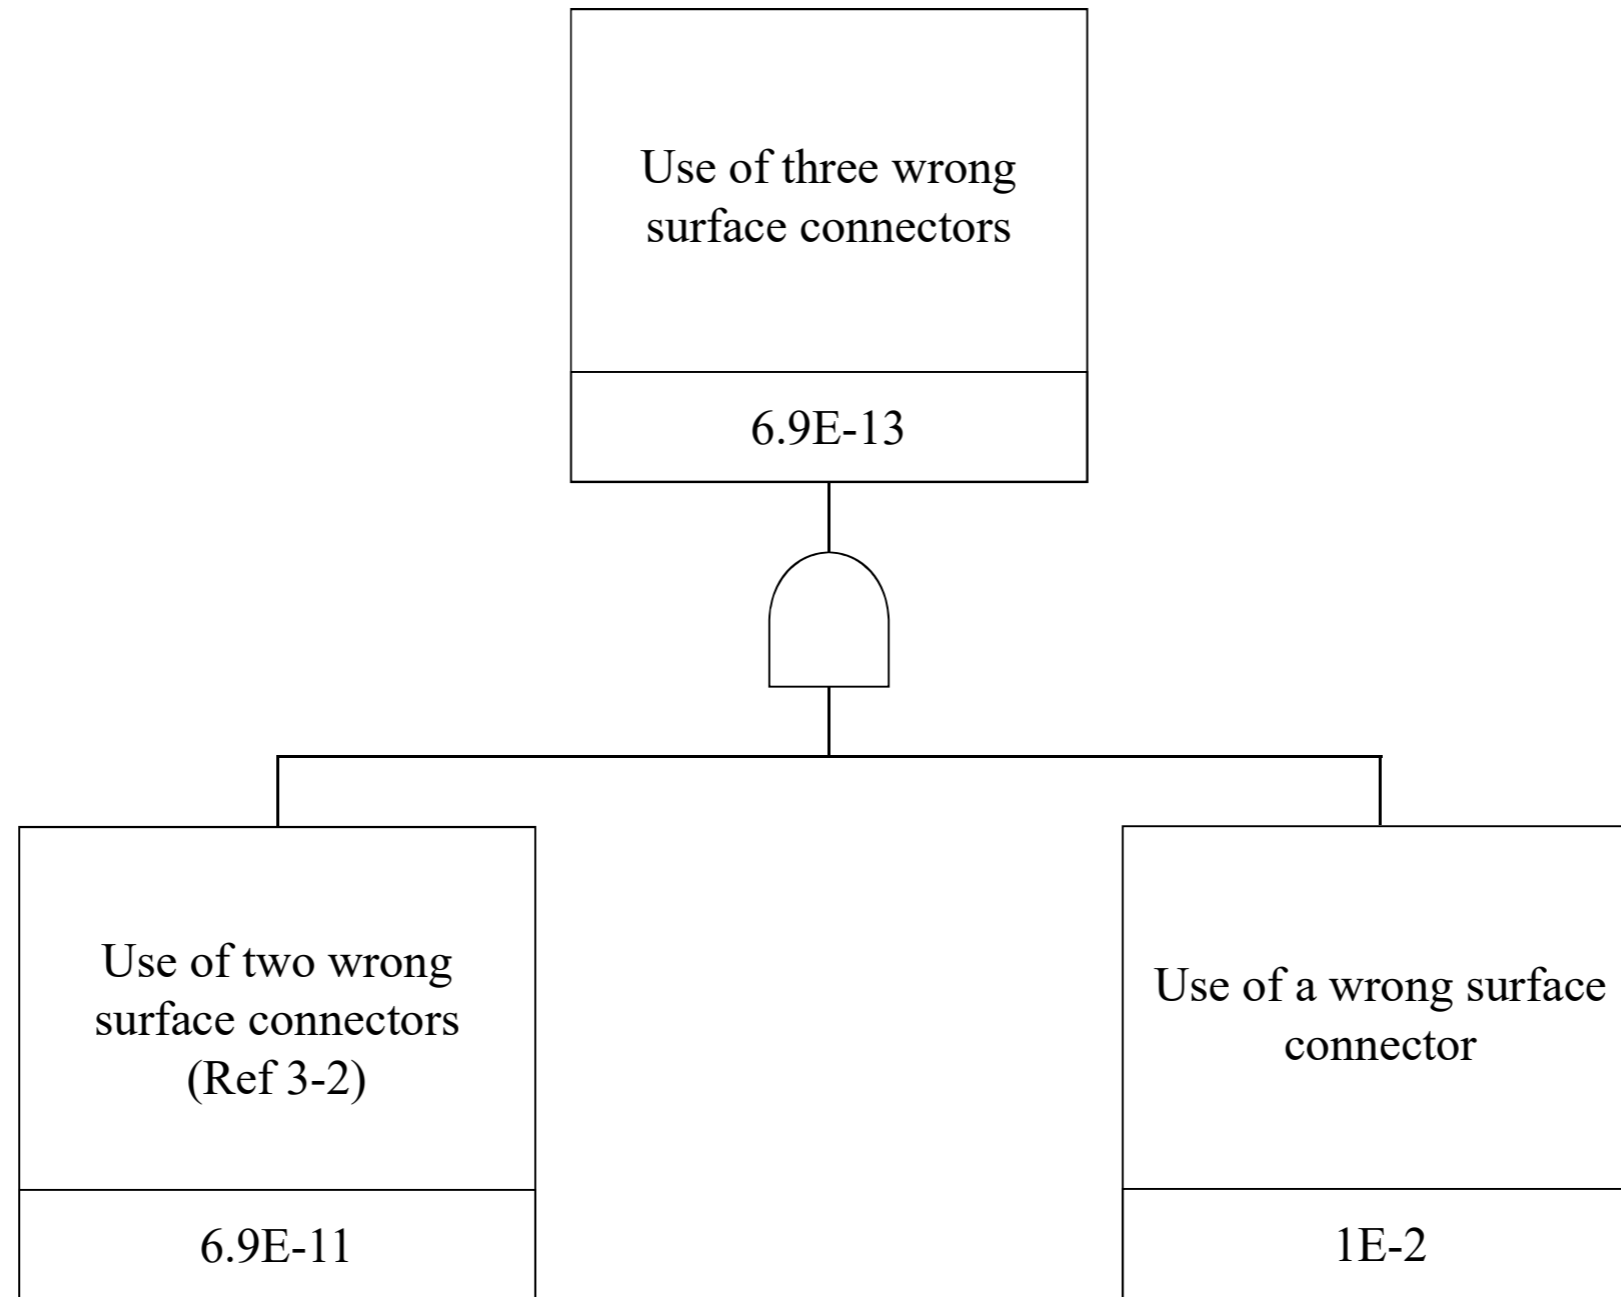 Use of three wrong
surface connectors
6.9E-13
Use of two wrong
surface connectors
(Ref 3-2)
6.9E-11
Use of a wrong surface
connector
1E-2